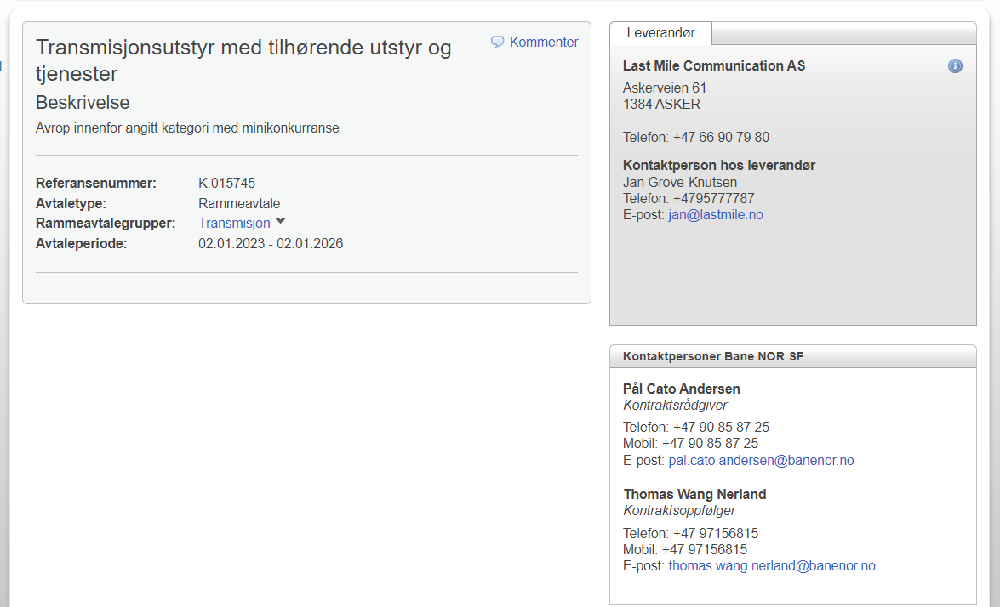 Transmisjonsutstyr med tilhørende utstyr og
tjenester
Kommenter
Beskrivelse
Avrop innenfor angitt kategori med minikonkurranse
Referansenummer: K.015745
Avtaletype: Rammeavtale
Rammeavtalegrupper: Transmisjon
Avtaleperiode: 02.01.2023 - 02.01.2026
Leverandør
Last Mile Communication AS
Askerveien 61
1384 ASKER
Telefon: +47 66 90 79 80
Kontaktperson hos leverandør
Jan Grove-Knutsen
Telefon: +4795777787
E-post: jan@lastmile.no
Kontaktpersoner Bane NOR SF
Pål Cato Andersen
Kontraktsrådgiver
Telefon: +47 90 85 87 25
Mobil: +47 90 85 87 25
E-post: pal.cato.andersen@banenor.no
Thomas Wang Nerland
Kontraktsoppfølger
Telefon: +47 97156815
Mobil: +47 97156815
E-post: thomas.wang.nerland@banenor.no